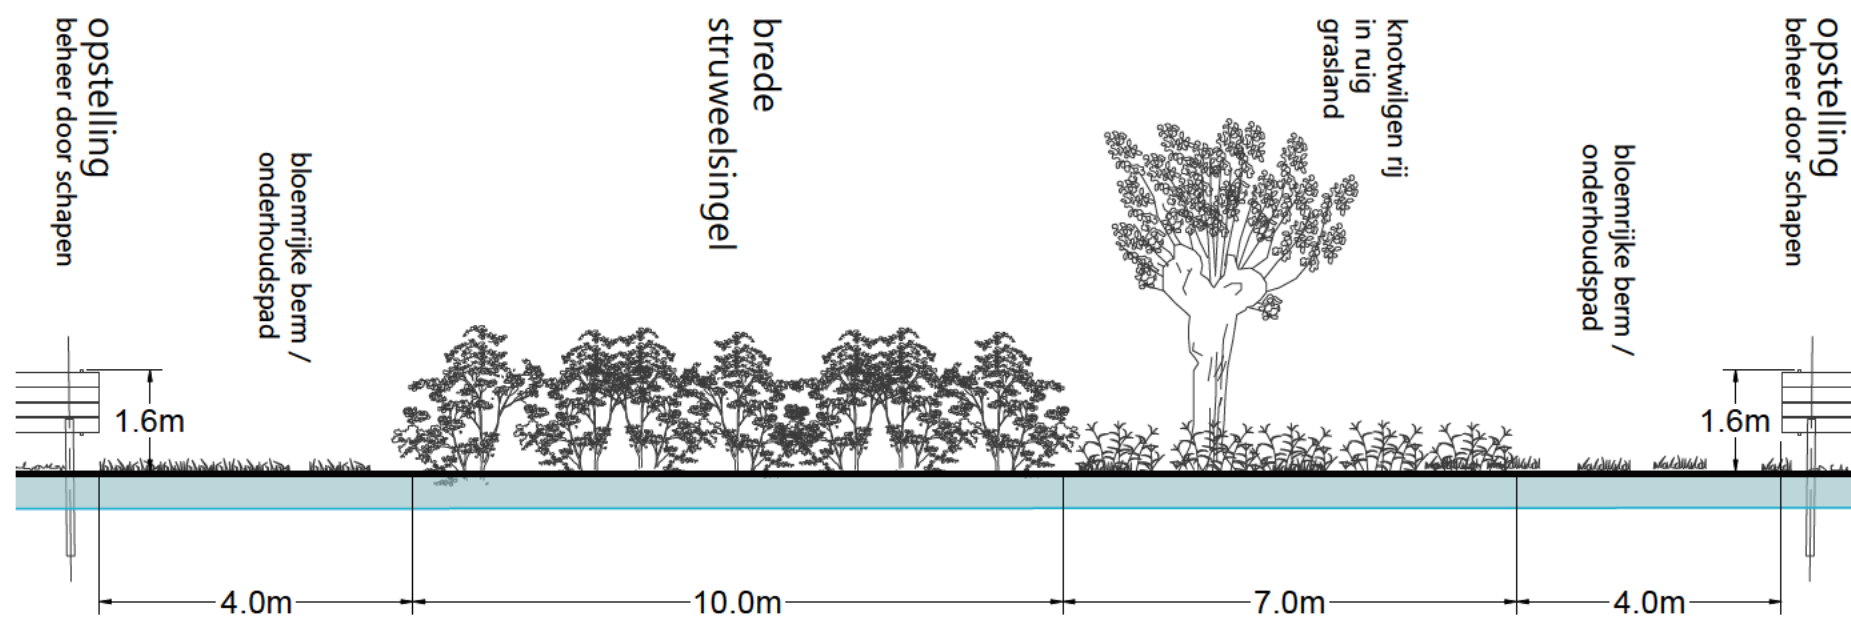 opstelling
beheer door schapen
bloemrijke berm /
onderhoudspad
brede
struweelsingel
knotwilgen rij
in ruig
grasland
bloemrijke berm /
onderhoudspad
opstelling
beheer door schapen
1.6m
1.6m
4.0m
10.0m
7.0m
4.0m